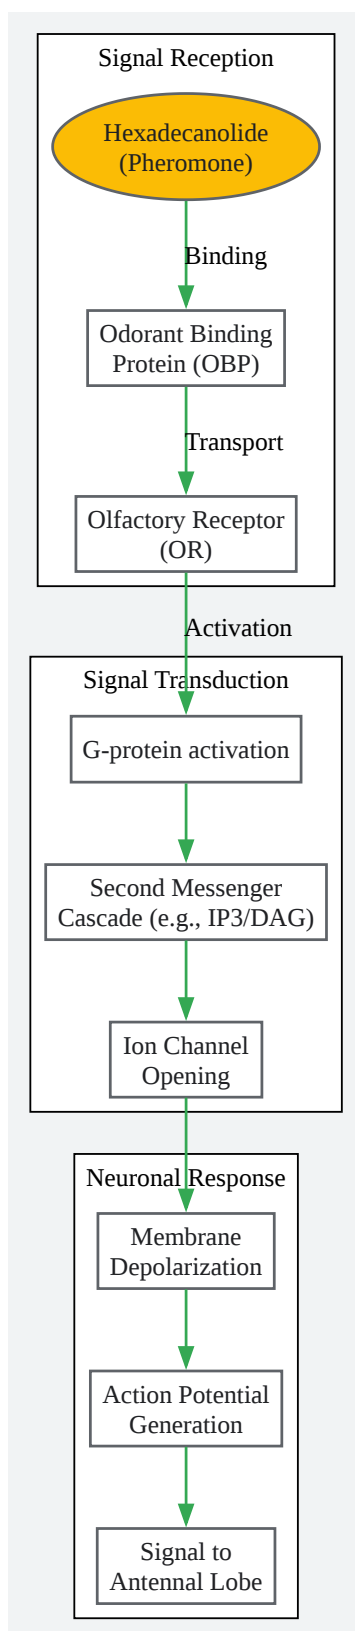 Signal Reception
Hexadecanolide
(Pheromone)
Binding
Odorant Binding
Protein (OBP)
Transport
Olfactory Receptor
(OR)
Activation
Signal Transduction
G-protein activation
Second Messenger
Cascade (e.g., IP3/DAG)
Ion Channel
Opening
Neuronal Response
Membrane
Depolarization
Action Potential
Generation
Signal to
Antennal Lobe